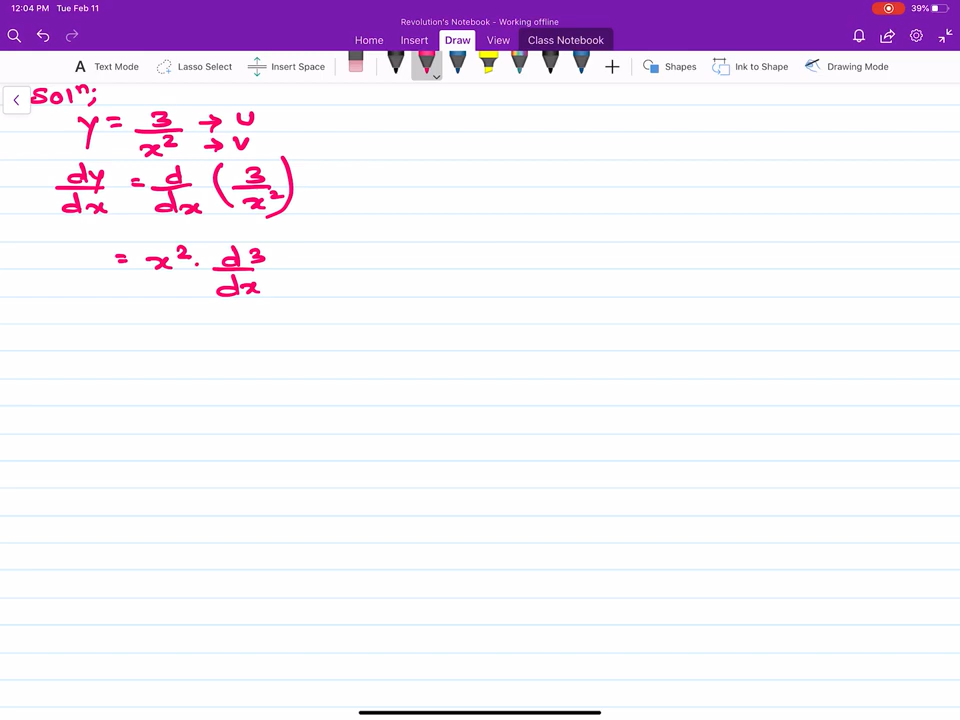 12:04 PM Tue Feb 11 39%
Revolution's Notebook - Working offline
Home Insert Draw View Class Notebook
A Text Mode Lasso Select Insert Space Shapes Ink to Shape Drawing Mode
Solⁿ;
y = 3/x² → u → v
dy/dx = d/dx (3/x²)
= x² · d3/dx